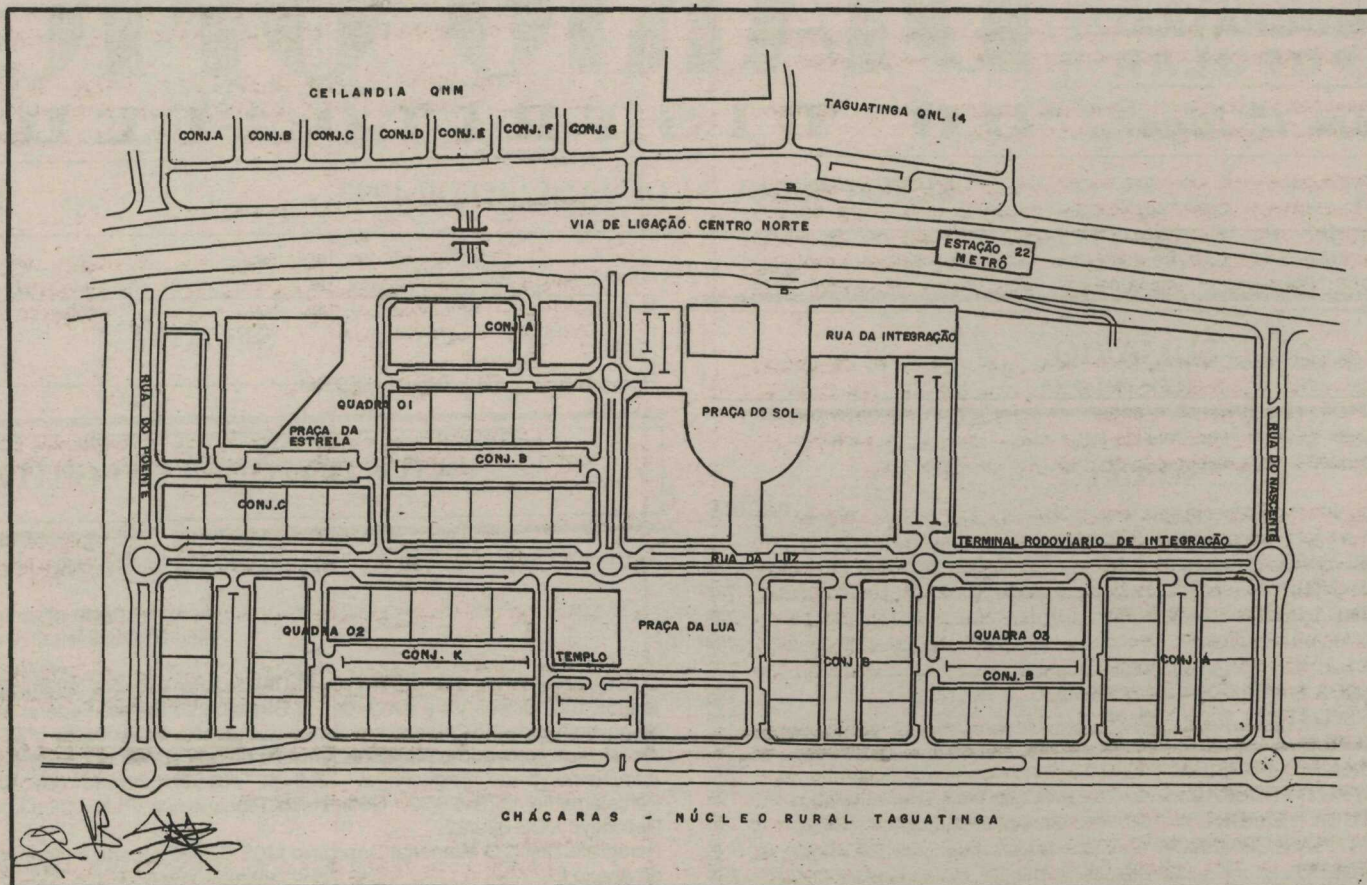 CEILANDIA QNM
TAGUATINGA QNL 14
CONJ.A CONJ.B CONJ.C CONJ.D CONJ.E CONJ.F CONJ.G
VIA DE LIGAÇÃO CENTRO NORTE
ESTAÇÃO 22
METRÔ
CONJ.A
RUA DA INTEGRAÇÃO
RUA DO POENTE
QUADRA 01
PRAÇA DA
ESTRELA
PRAÇA DO SOL
RUA DO NASCENTE
CONJ. B
CONJ.C
TERMINAL RODOVIARIO DE INTEGRAÇÃO
RUA DA LUZ
QUADRA 02
PRAÇA DA LUA
QUADRA 03
CONJ. K
TEMPLO
CONJ B
CONJ. B
CONJ. A
CHÁCARAS - NÚCLEO RURAL TAGUATINGA